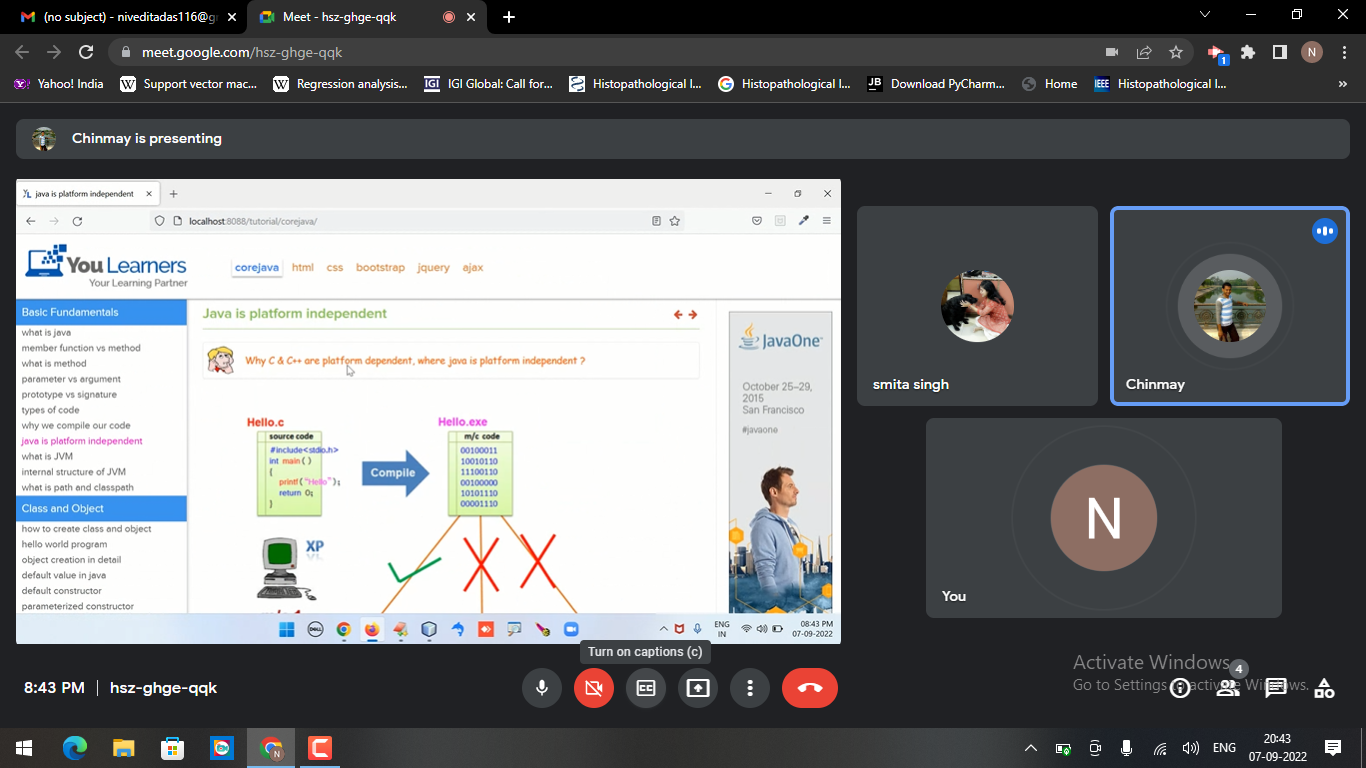 (no subject) - niveditadas116@g
Meet - hsz-ghge-qqk
meet.google.com/hsz-ghge-qqk
1
N
Yahoo! India
Support vector mac...
Regression analysis...
IGI Global: Call for...
Histopathological I...
Histopathological I...
Download PyCharm...
Home
Histopathological I...
Chinmay is presenting
java is platform independent
localhost:8088/tutorial/corejava/
You Learners
Your Learning Partner
corejava html css bootstrap jquery ajax
Basic Fundamentals
what is java
member function vs method
what is method
parameter vs argument
prototype vs signature
types of code
why we compile our code
java is platform independent
what is JVM
internal structure of JVM
what is path and classpath
Class and Object
how to create class and object
hello world program
object creation in detail
default value in java
default constructor
parameterized constructor
Java is platform independent
Why C & C++ are platform dependent, where java is platform independent ?
Hello.c
source code
#include<stdio.h>
int main()
{
printf("Hello");
return 0;
}
Compile
Hello.exe
m/c code
00100011
10010110
11100110
00100000
10101110
00001110
XP
JavaOne
October 25–29,
2015
San Francisco
#javaone
ENG
IN
08:43 PM
07-09-2022
smita singh
Chinmay
N
You
Turn on captions (c)
8:43 PM | hsz-ghge-qqk
Activate Windows
Go to Settings to activate Windows.
4
ENG
20:43
07-09-2022